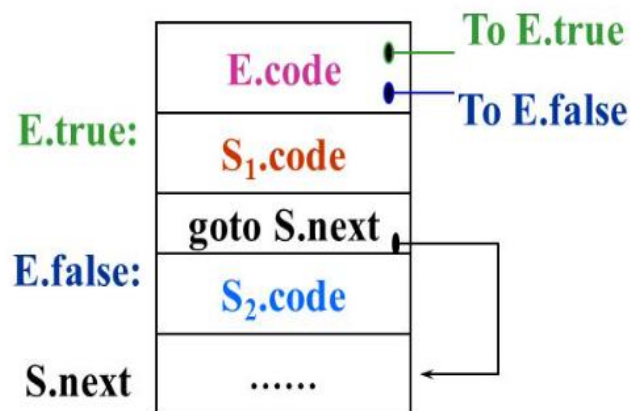 To E.true
E.code
To E.false
E.true:
S₁.code
goto S.next
E.false:
S₂.code
S.next
......